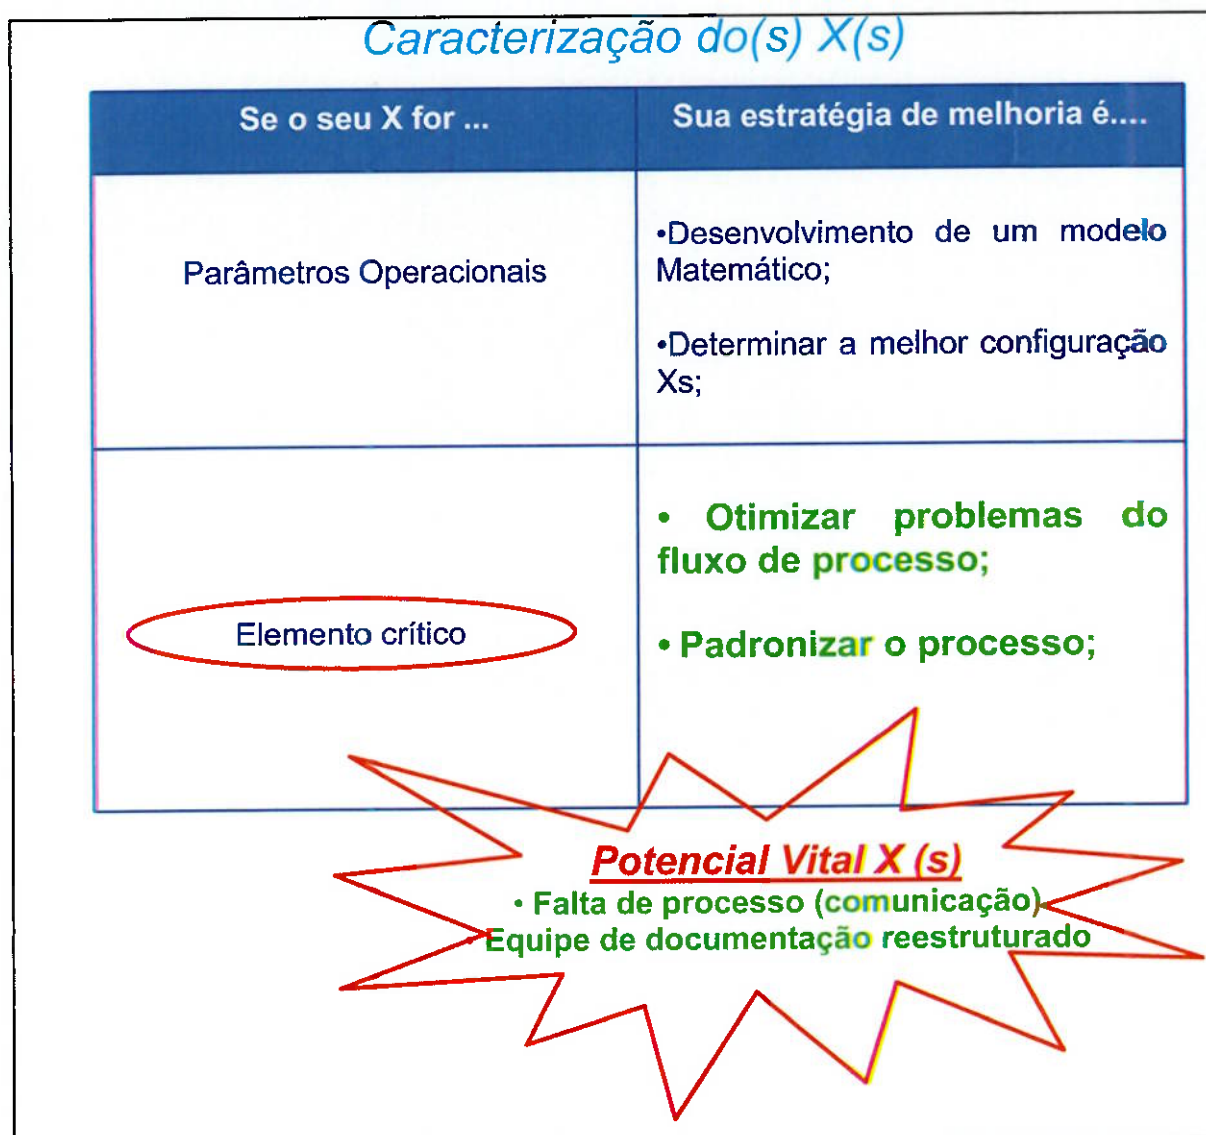 Caracterização do(s) X(s)
Se o seu X for ...
Sua estratégia de melhoria é....
Parâmetros Operacionais
•Desenvolvimento de um modelo
Matemático;
•Determinar a melhor configuração
Xs;
Elemento crítico
• Otimizar problemas do
fluxo de processo;
• Padronizar o processo;
Potencial Vital X (s)
• Falta de processo (comunicação)
Equipe de documentação reestruturado